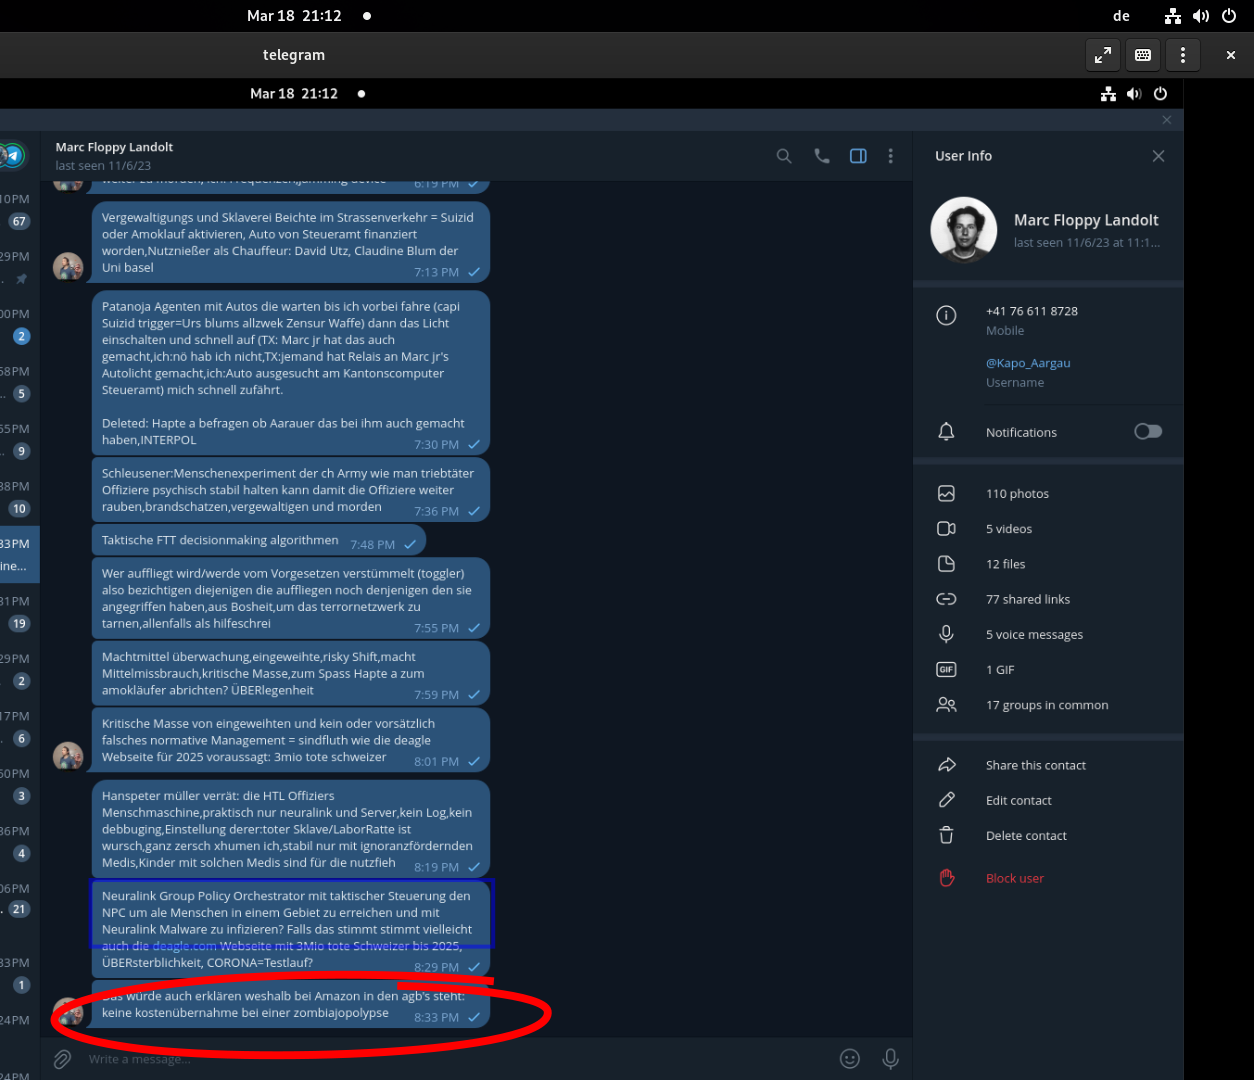 Mar 18 21:12
de
telegram
Mar 18 21:12
10PM
67
29PM
00PM
2
58PM
5
55PM
9
38PM
10
33PM
ine...
31PM
19
29PM
2
17PM
6
50PM
3
36PM
4
06PM
21
33PM
1
24PM
24PM
Marc Floppy Landolt
last seen 11/6/23
6:19 PM
Vergewaltigungs und Sklaverei Beichte im Strassenverkehr = Suizid
oder Amoklauf aktivieren, Auto von Steueramt finanziert
worden,Nutznießer als Chauffeur: David Utz, Claudine Blum der
Uni basel
7:13 PM
Patanoja Agenten mit Autos die warten bis ich vorbei fahre (capi
Suizid trigger=Urs blums allzwek Zensur Waffe) dann das Licht
einschalten und schnell auf (TX: Marc jr hat das auch
gemacht,ich:nö hab ich nicht,TX:jemand hat Relais an Marc jr's
Autolicht gemacht,ich:Auto ausgesucht am Kantonscomputer
Steueramt) mich schnell zufährt.
Deleted: Hapte a befragen ob Aarauer das bei ihm auch gemacht
haben,INTERPOL
7:30 PM
Schleusener:Menschenexperiment der ch Army wie man triebtäter
Offiziere psychisch stabil halten kann damit die Offiziere weiter
rauben,brandschatzen,vergewaltigen und morden
7:36 PM
Taktische FTT decisionmaking algorithmen
7:48 PM
Wer auffliegt wird/werde vom Vorgesetzen verstümmelt (toggler)
also bezichtigen diejenigen die auffliegen noch denjenigen den sie
angegriffen haben,aus Bosheit,um das terrornetzwerk zu
tarnen,allenfalls als hilfeschrei
7:55 PM
Machtmittel überwachung,eingeweihte,risky Shift,macht
Mittelmissbrauch,kritische Masse,zum Spass Hapte a zum
amokläufer abrichten? ÜBERlegenheit
7:59 PM
Kritische Masse von eingeweihten und kein oder vorsätzlich
falsches normative Management = sindfluth wie die deagle
Webseite für 2025 voraussagt: 3mio tote schweizer
8:01 PM
Hanspeter müller verrät: die HTL Offiziers
Menschmaschine,praktisch nur neuralink und Server,kein Log,kein
debbuging,Einstellung derer:toter Sklave/LaborRatte ist
wursch,ganz zersch xhumen ich,stabil nur mit ignoranzfördernden
Medis,Kinder mit solchen Medis sind für die nutzfieh
8:19 PM
Neuralink Group Policy Orchestrator mit taktischer Steuerung den
NPC um ale Menschen in einem Gebiet zu erreichen und mit
Neuralink Malware zu infizieren? Falls das stimmt stimmt vielleicht
auch die deagle.com Webseite mit 3Mio tote Schweizer bis 2025,
ÜBERsterblichkeit, CORONA=Testlauf?
8:29 PM
Das würde auch erklären weshalb bei Amazon in den agb's steht:
keine kostenübernahme bei einer zombiajopolypse
8:33 PM
Write a message...
User Info
Marc Floppy Landolt
last seen 11/6/23 at 11:1...
+41 76 611 8728
Mobile
@Kapo_Aargau
Username
Notifications
110 photos
5 videos
12 files
77 shared links
5 voice messages
GIF
1 GIF
17 groups in common
Share this contact
Edit contact
Delete contact
Block user